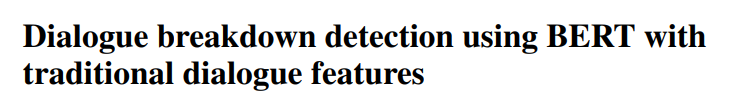 Dialogue breakdown detection using BERT with
traditional dialogue features